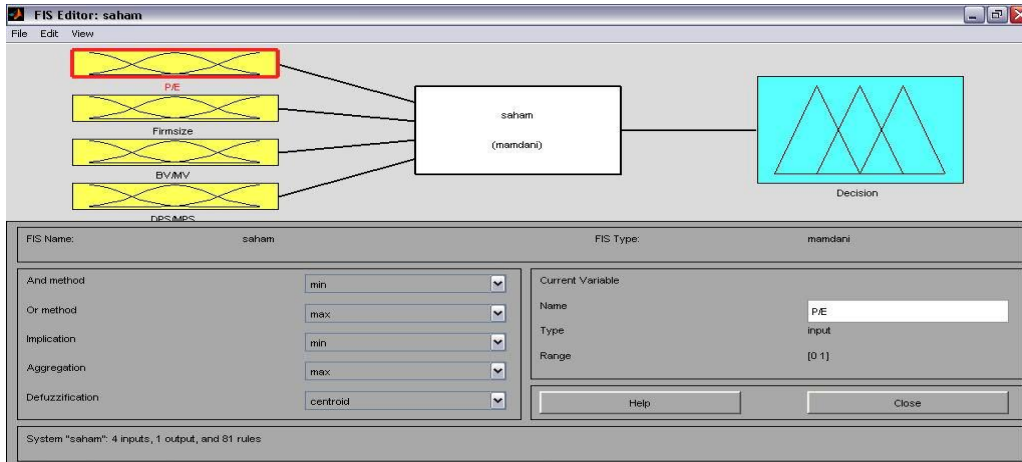 FIS Editor: saham
File Edit View
P/E
Firmsize
BV/MV
DPS/MPS
saham
(mamdani)
Decision
FIS Name: saham FIS Type: mamdani
And method min
Or method max
Implication min
Aggregation max
Defuzzification centroid
Current Variable
Name P/E
Type input
Range [0 1]
Help Close
System "saham": 4 inputs, 1 output, and 81 rules